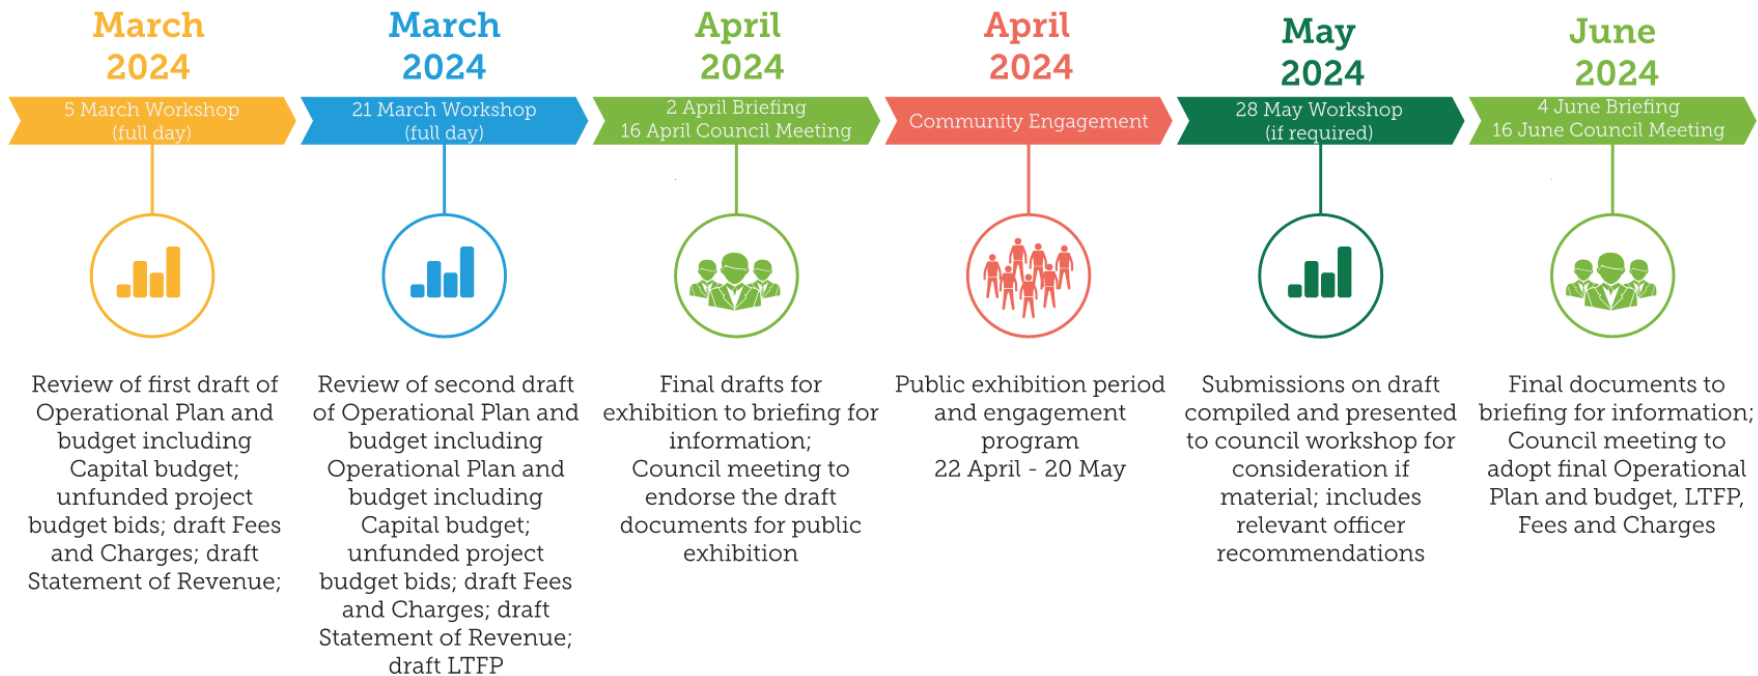 March
2024
5 March Workshop
(full day)
Review of first draft of
Operational Plan and
budget including
Capital budget;
unfunded project
budget bids; draft Fees
and Charges; draft
Statement of Revenue;
March
2024
21 March Workshop
(full day)
Review of second draft
of Operational Plan and
budget including
Operational Plan and
budget including
Capital budget;
unfunded project
budget bids; draft Fees
and Charges; draft
Statement of Revenue;
draft LTFP
April
2024
2 April Briefing
16 April Council Meeting
Final drafts for
exhibition to briefing for
information;
Council meeting to
endorse the draft
documents for public
exhibition
April
2024
Community Engagement
Public exhibition period
and engagement
program
22 April - 20 May
May
2024
28 May Workshop
(if required)
Submissions on draft
compiled and presented
to council workshop for
consideration if
material; includes
relevant officer
recommendations
June
2024
4 June Briefing
16 June Council Meeting
Final documents to
briefing for information;
Council meeting to
adopt final Operational
Plan and budget, LTFP,
Fees and Charges